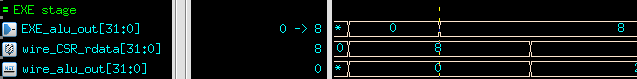 EXE stage
EXE_alu_out[31:0] 0 -> 8 * 0 8
wire_CSR_rdata[31:0] 8 0 8
wire_alu_out[31:0] 0 * 0